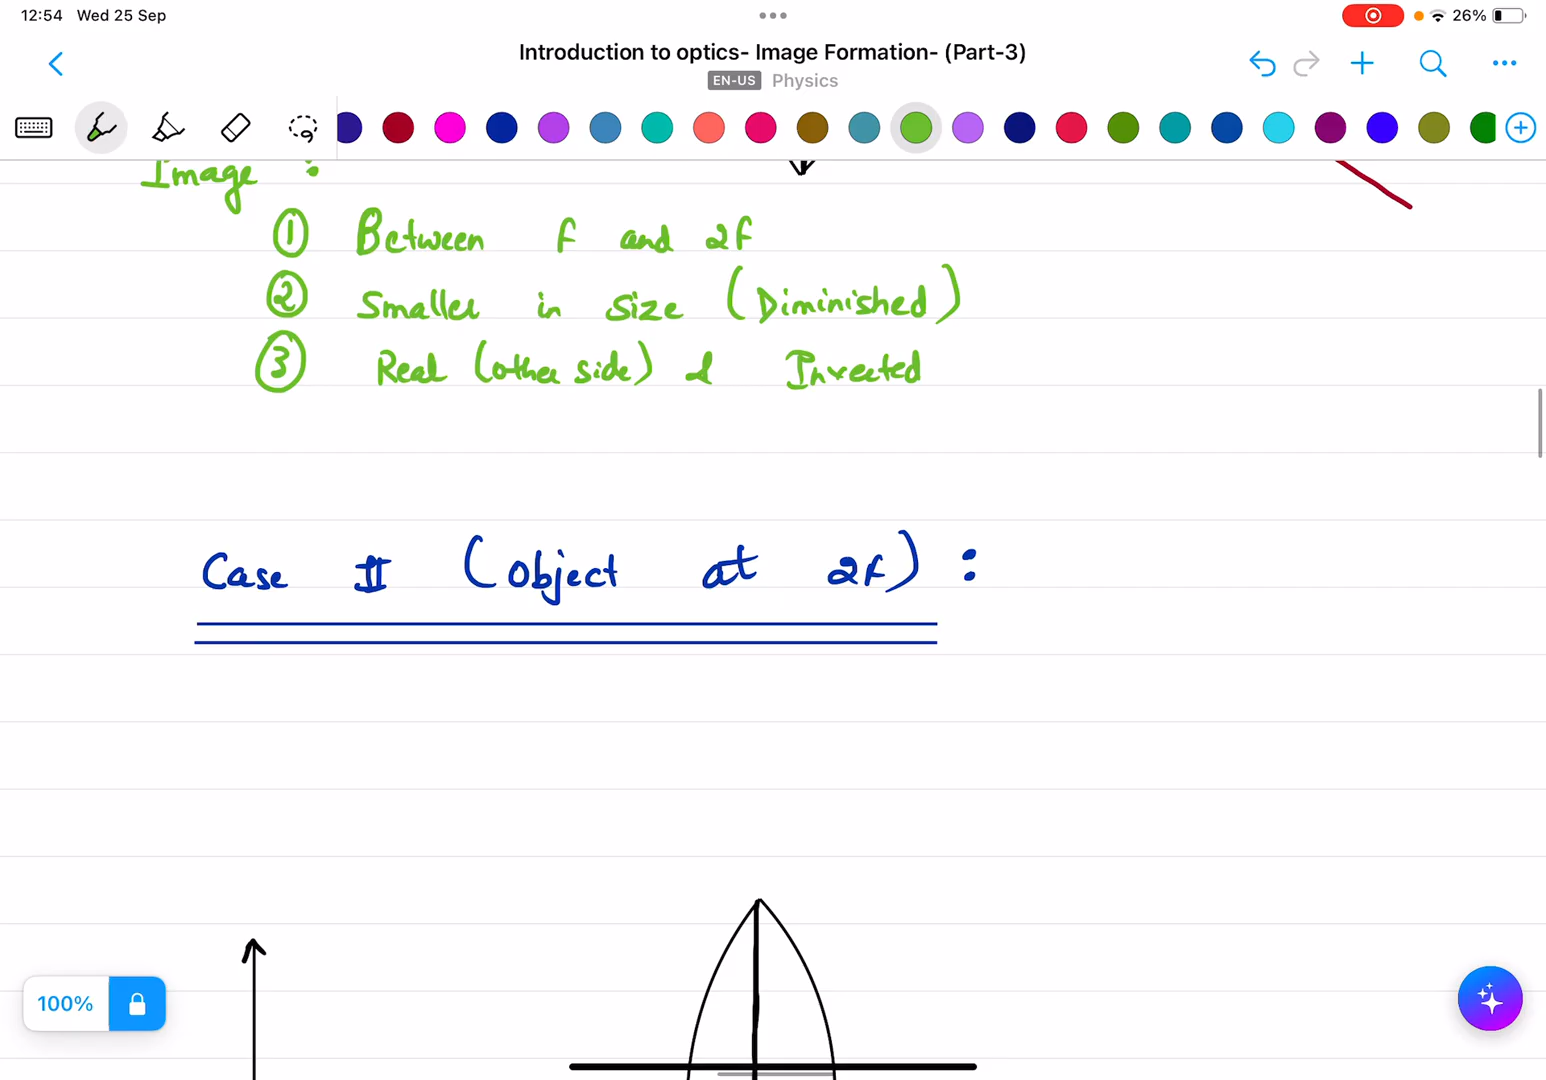 12:54 Wed 25 Sep
26%
Introduction to optics- Image Formation- (Part-3)
EN-US Physics
Image :
① Between f and 2f
② Smaller in size (Diminished)
③ Real (other side) & Inverted
Case II (object at 2f) :
100%